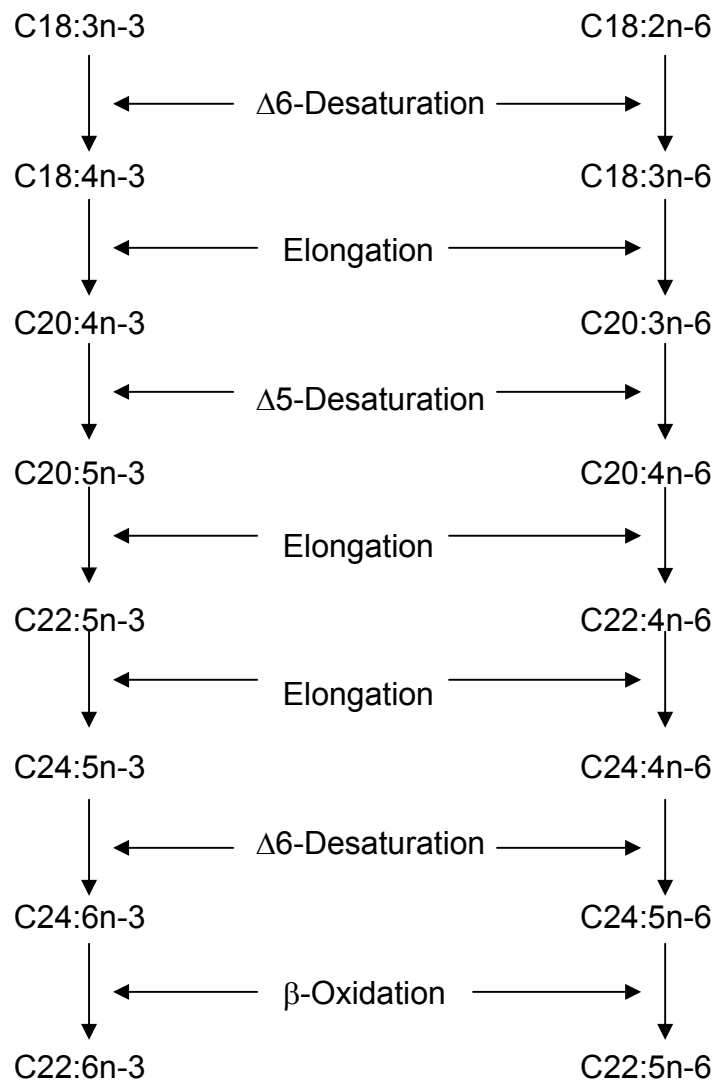 C18:3n-3 C18:2n-6
Δ6-Desaturation
C18:4n-3 C18:3n-6
Elongation
C20:4n-3 C20:3n-6
Δ5-Desaturation
C20:5n-3 C20:4n-6
Elongation
C22:5n-3 C22:4n-6
Elongation
C24:5n-3 C24:4n-6
Δ6-Desaturation
C24:6n-3 C24:5n-6
β-Oxidation
C22:6n-3 C22:5n-6